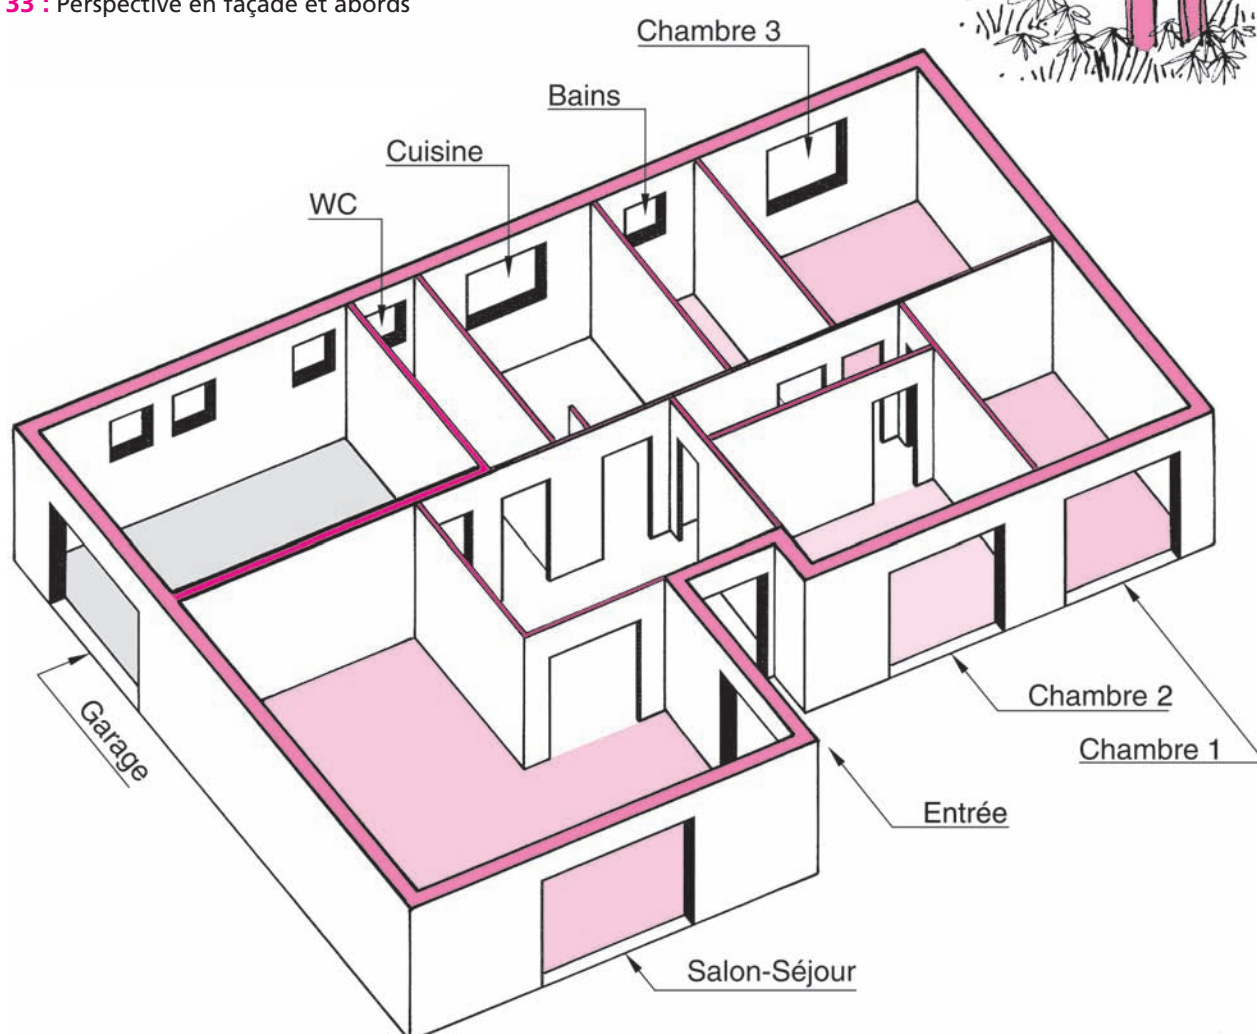 33 : Perspective en façade et abords
Chambre 3
Bains
Cuisine
WC
Garage
Chambre 2
Chambre 1
Entrée
Salon-Séjour